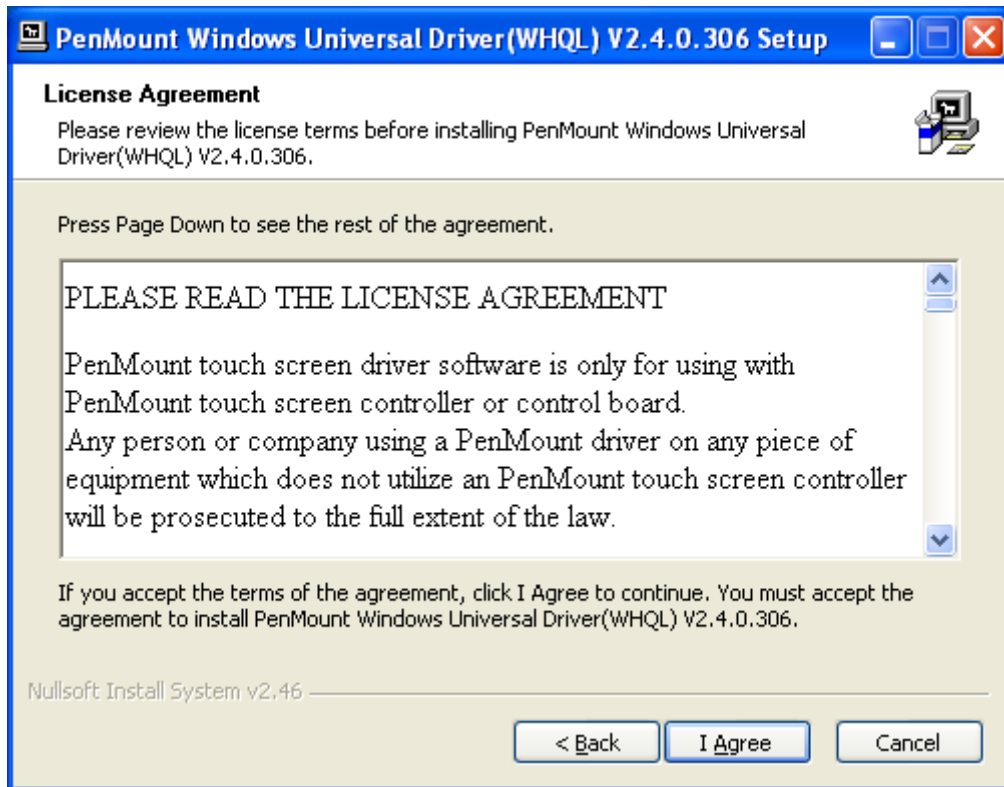 PenMount Windows Universal Driver(WHQL) V2.4.0.306 Setup
License Agreement
Please review the license terms before installing PenMount Windows Universal
Driver(WHQL) V2.4.0.306.
Press Page Down to see the rest of the agreement.
PLEASE READ THE LICENSE AGREEMENT
PenMount touch screen driver software is only for using with
PenMount touch screen controller or control board.
Any person or company using a PenMount driver on any piece of
equipment which does not utilize an PenMount touch screen controller
will be prosecuted to the full extent of the law.
If you accept the terms of the agreement, click I Agree to continue. You must accept the
agreement to install PenMount Windows Universal Driver(WHQL) V2.4.0.306.
Nullsoft Install System v2.46
< Back I Agree Cancel